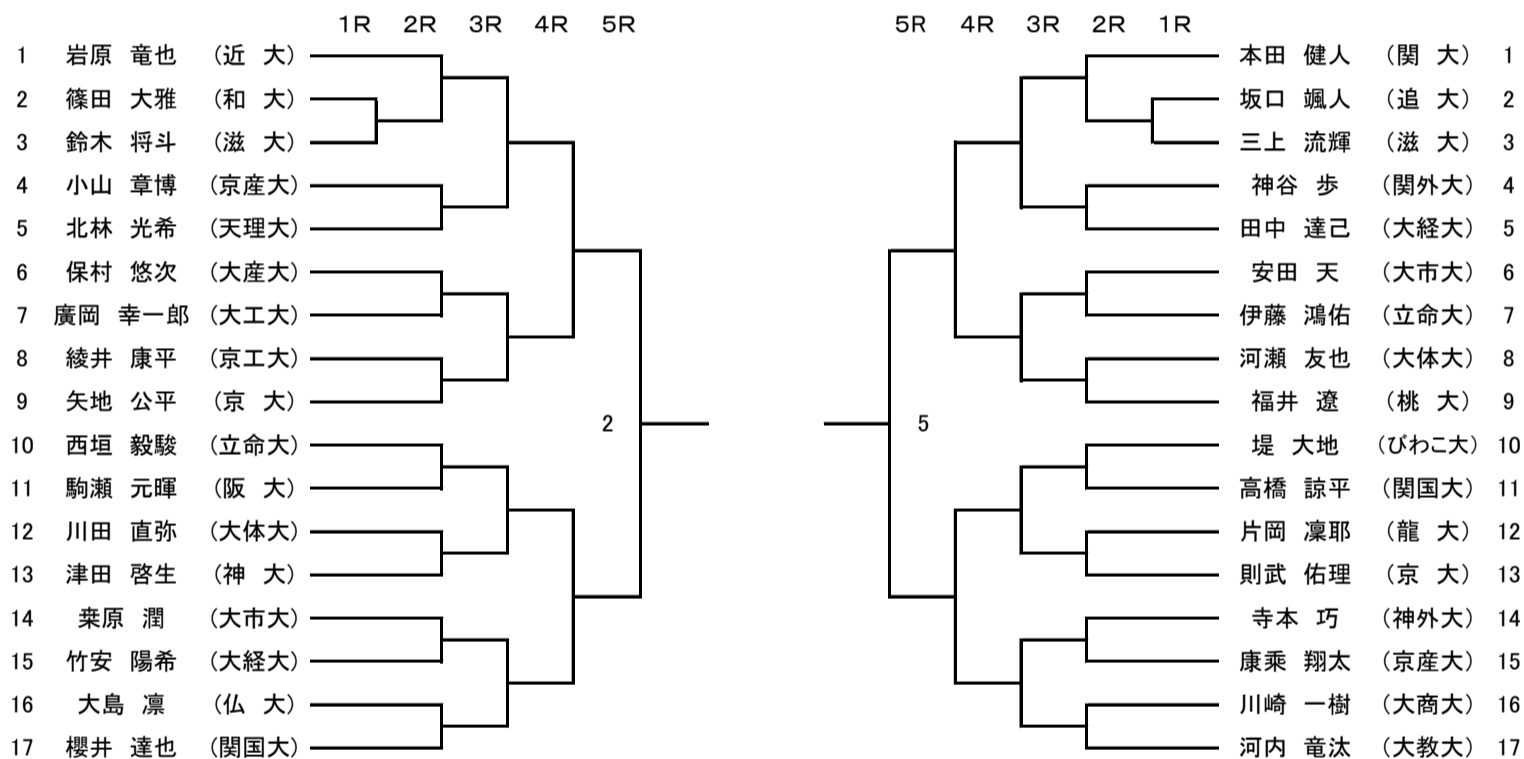 1R 2R 3R 4R 5R 5R 4R 3R 2R 1R
1 岩原 竜也 （近 大） 本田 健人 （関 大） 1
2 篠田 大雅 （和 大） 坂口 颯人 （追 大） 2
3 鈴木 将斗 （滋 大） 三上 流輝 （滋 大） 3
4 小山 章博 （京産大） 神谷 歩 （関外大） 4
5 北林 光希 （天理大） 田中 達己 （大経大） 5
6 保村 悠次 （大産大） 安田 天 （大市大） 6
7 廣岡 幸一郎 （大工大） 伊藤 鴻佑 （立命大） 7
8 綾井 康平 （京工大） 河瀬 友也 （大体大） 8
9 矢地 公平 （京 大） 福井 遼 （桃 大） 9
2 5
10 西垣 毅駿 （立命大） 堤 大地 （びわこ大） 10
11 駒瀬 元暉 （阪 大） 高橋 諒平 （関国大） 11
12 川田 直弥 （大体大） 片岡 凜耶 （龍 大） 12
13 津田 啓生 （神 大） 則武 佑理 （京 大） 13
14 桒原 潤 （大市大） 寺本 巧 （神外大） 14
15 竹安 陽希 （大経大） 康乘 翔太 （京産大） 15
16 大島 凛 （仏 大） 川崎 一樹 （大商大） 16
17 櫻井 達也 （関国大） 河内 竜汰 （大教大） 17